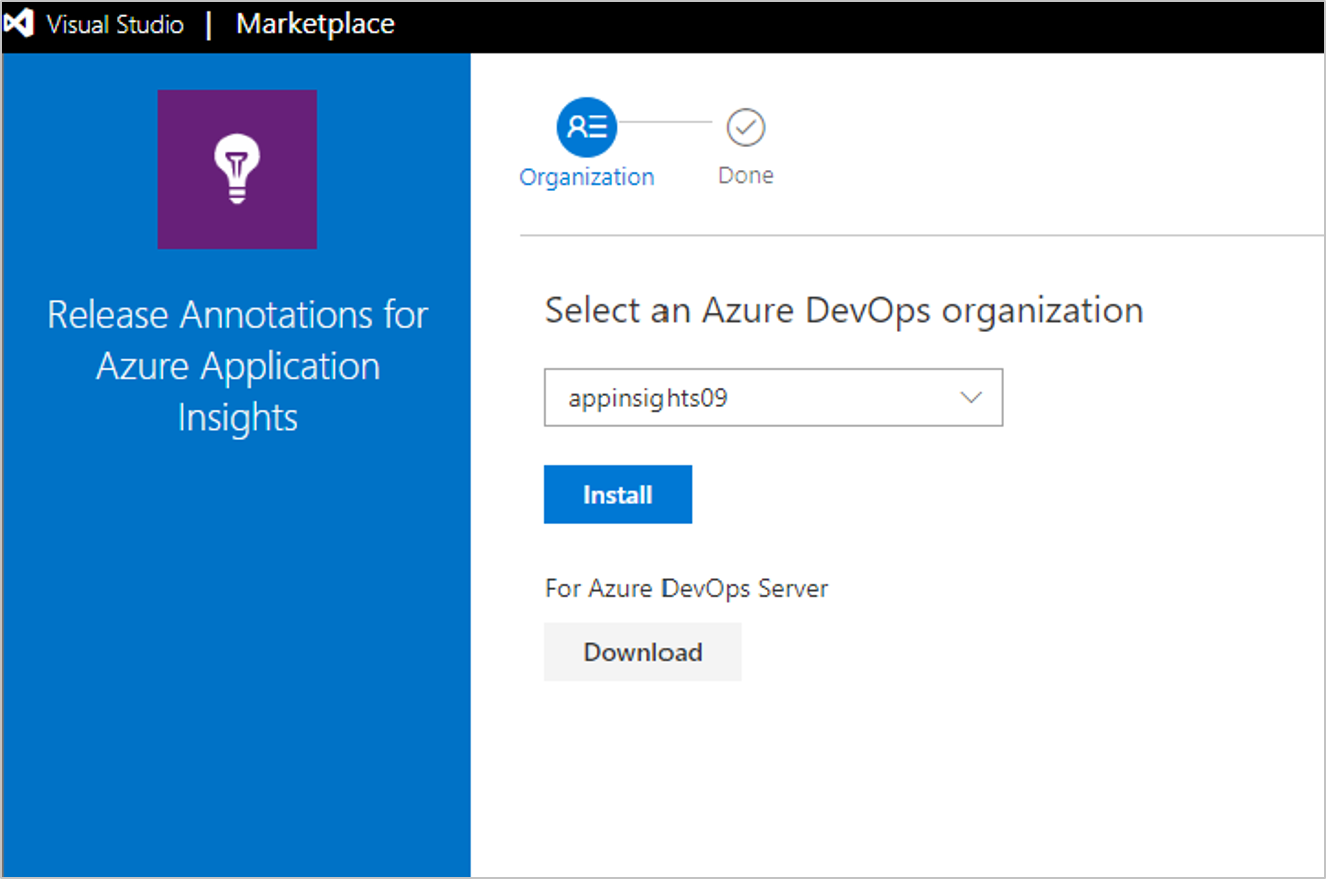 Visual Studio | Marketplace
Release Annotations for
Azure Application
Insights
Organization
Done
Select an Azure DevOps organization
appinsights09
Install
For Azure DevOps Server
Download